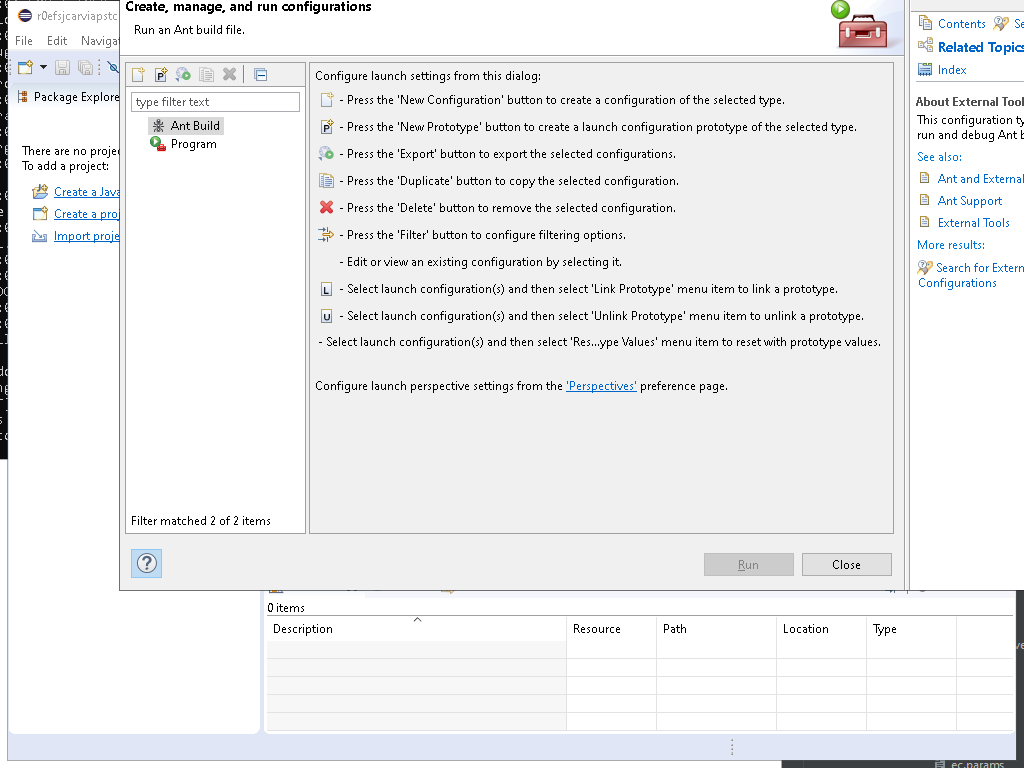 Create, manage, and run configurations
Run an Ant build file.
r0efsjcarviapstc
File Edit Navigat
Package Explore
There are no projec
To add a project:
Create a Java
Create a proj
Import proje
type filter text
Ant Build
Program
Filter matched 2 of 2 items
Configure launch settings from this dialog:
- Press the 'New Configuration' button to create a configuration of the selected type.
- Press the 'New Prototype' button to create a launch configuration prototype of the selected type.
- Press the 'Export' button to export the selected configurations.
- Press the 'Duplicate' button to copy the selected configuration.
- Press the 'Delete' button to remove the selected configuration.
- Press the 'Filter' button to configure filtering options.
- Edit or view an existing configuration by selecting it.
- Select launch configuration(s) and then select 'Link Prototype' menu item to link a prototype.
- Select launch configuration(s) and then select 'Unlink Prototype' menu item to unlink a prototype.
- Select launch configuration(s) and then select 'Res...ype Values' menu item to reset with prototype values.
Configure launch perspective settings from the 'Perspectives' preference page.
Run
Close
Contents Se
Related Topics
Index
About External Tool
This configuration ty
run and debug Ant b
See also:
Ant and External
Ant Support
External Tools
More results:
Search for Extern
Configurations
0 items
Description Resource Path Location Type
ec.params